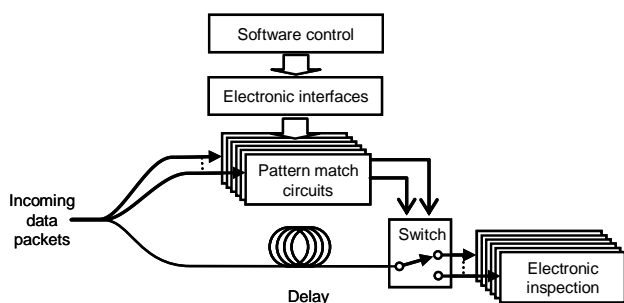 Software control
Electronic interfaces
Pattern match
circuits
Incoming
data
packets
Switch
Delay
Electronic
inspection